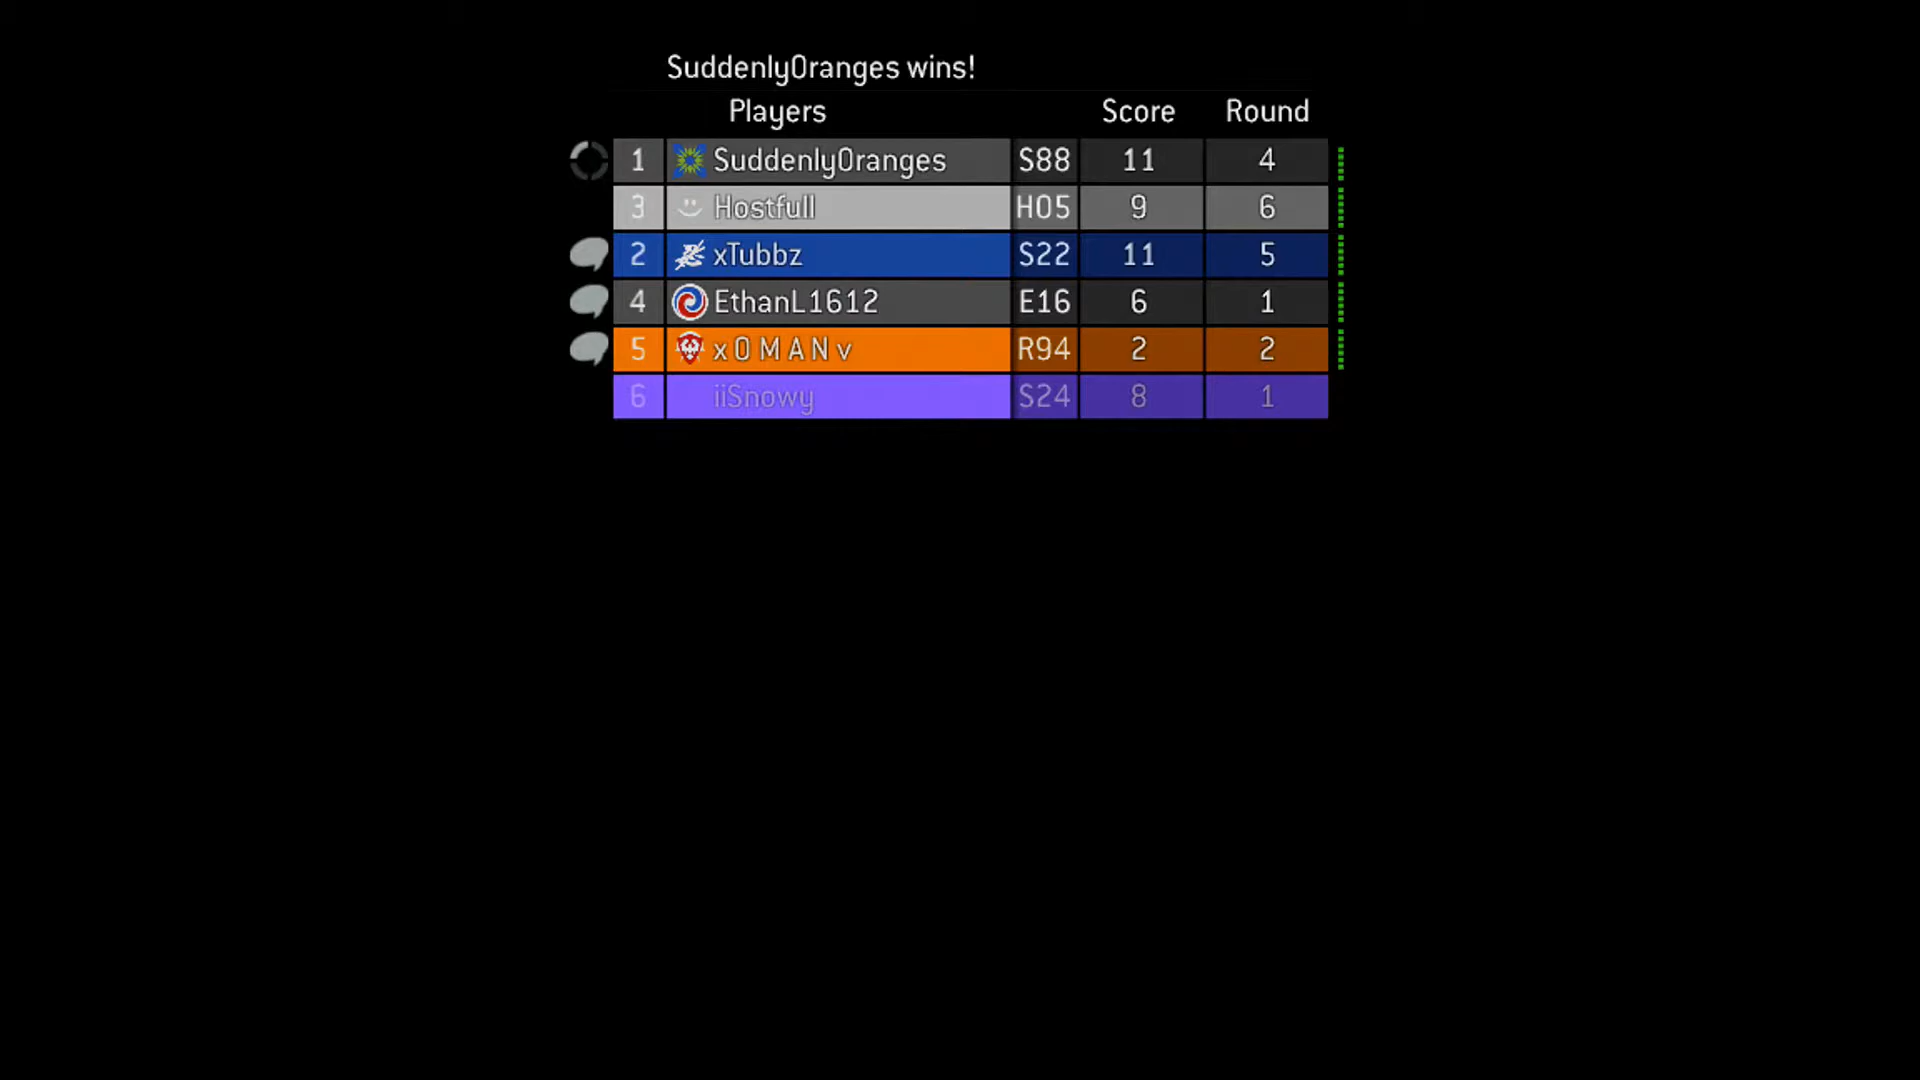 SuddenlyOranges wins!
Players Score Round
1 SuddenlyOranges S88 11 4
3 Hostfull H05 9 6
2 xTubbz S22 11 5
4 EthanL1612 E16 6 1
5 x O M A N v R94 2 2
6 iiSnowy S24 8 1